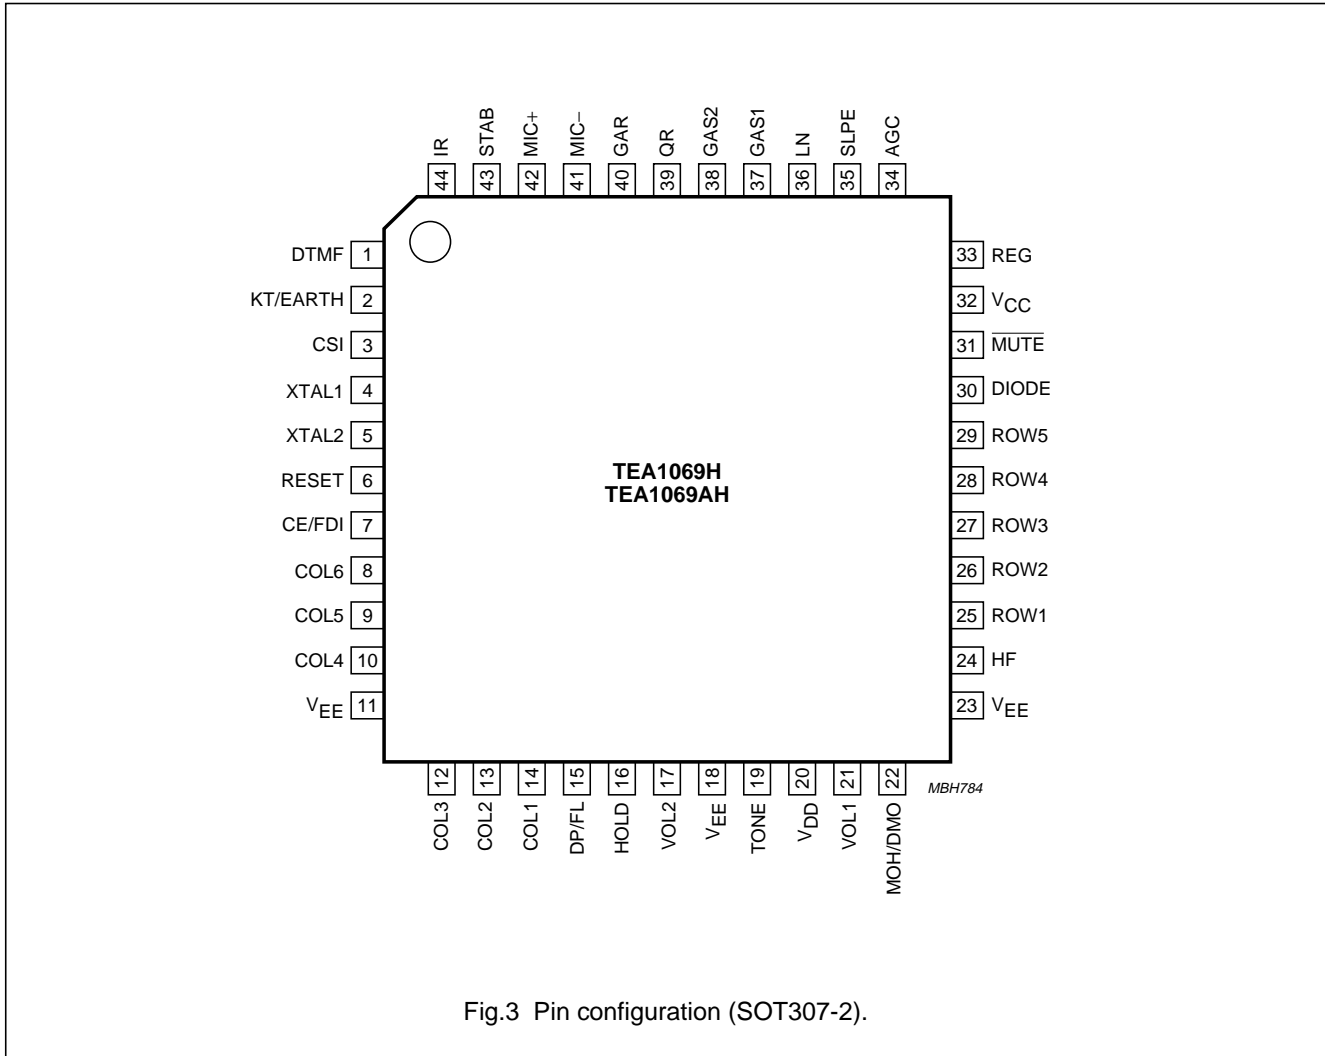 IR STAB MIC+ MIC− GAR QR GAS2 GAS1 LN SLPE AGC
44 43 42 41 40 39 38 37 36 35 34
DTMF 1
KT/EARTH 2
CSI 3
XTAL1 4
XTAL2 5
RESET 6
CE/FDI 7
COL6 8
COL5 9
COL4 10
VEE 11
TEA1069H
TEA1069AH
33 REG
32 VCC
31 MUTE
30 DIODE
29 ROW5
28 ROW4
27 ROW3
26 ROW2
25 ROW1
24 HF
23 VEE
12 13 14 15 16 17 18 19 20 21 22
COL3 COL2 COL1 DP/FL HOLD VOL2 VEE TONE VDD VOL1 MOH/DMO
MBH784
Fig.3 Pin configuration (SOT307-2).